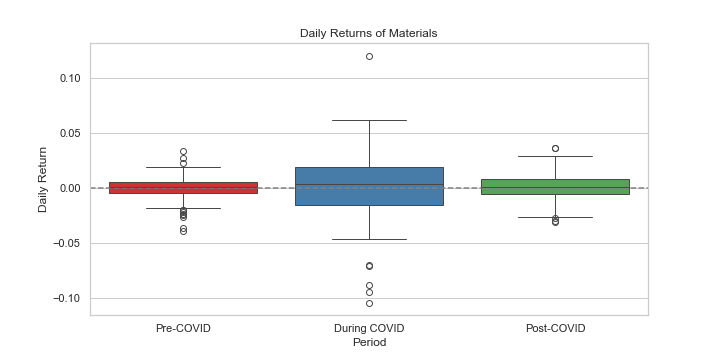 Daily Returns of Materials
0.10
0.05
0.00
−0.05
−0.10
Daily Return
Pre-COVID
During COVID
Post-COVID
Period